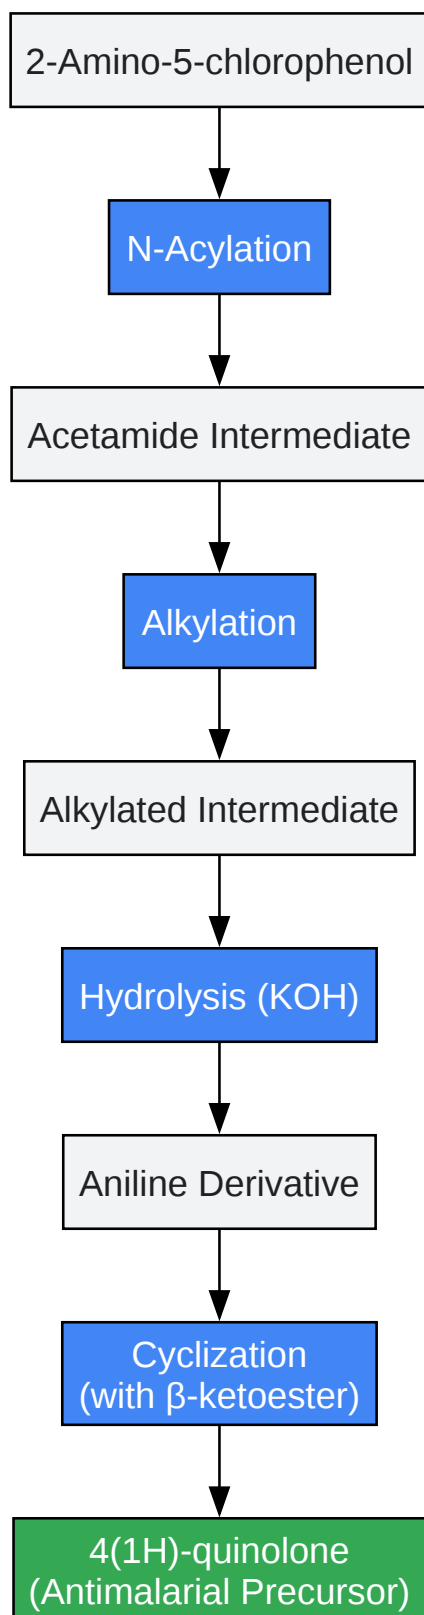 2-Amino-5-chlorophenol
N-Acylation
Acetamide Intermediate
Alkylation
Alkylated Intermediate
Hydrolysis (KOH)
Aniline Derivative
Cyclization
(with β-ketoester)
4(1H)-quinolone
(Antimalarial Precursor)